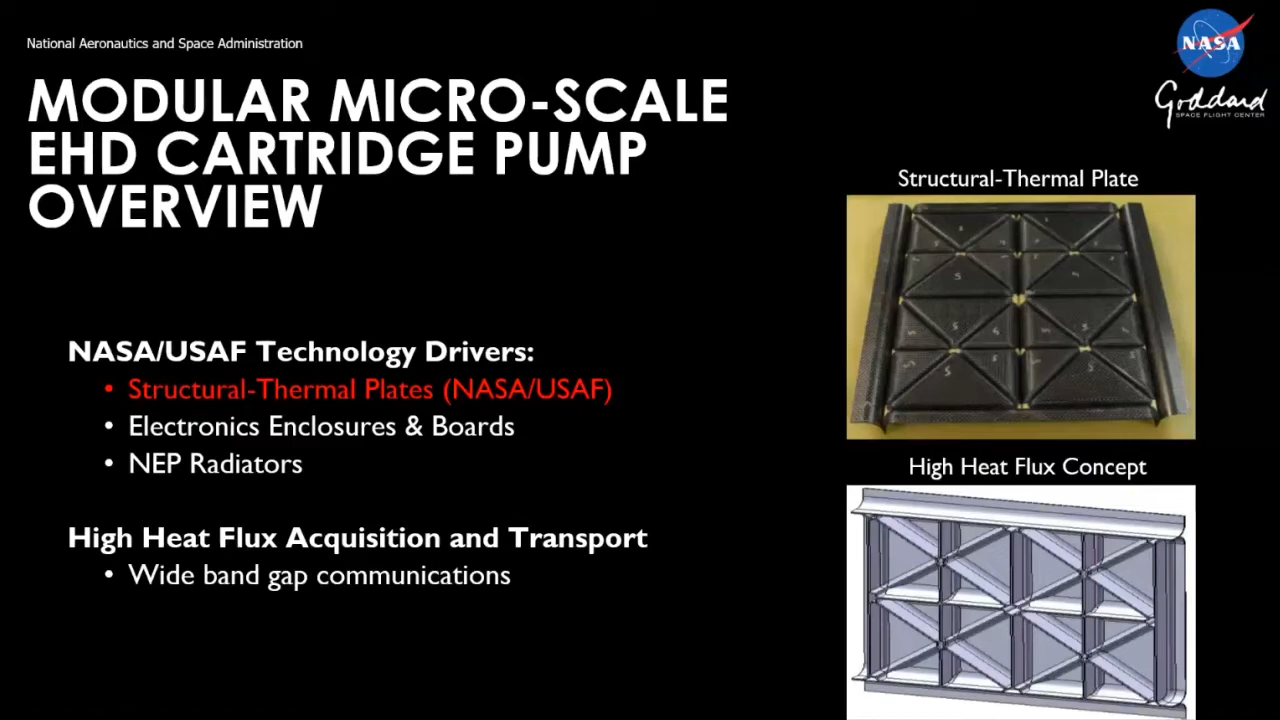 National Aeronautics and Space Administration
MODULAR MICRO-SCALE
EHD CARTRIDGE PUMP
OVERVIEW
NASA
Goddard
SPACE FLIGHT CENTER
Structural-Thermal Plate
NASA/USAF Technology Drivers:
• Structural-Thermal Plates (NASA/USAF)
• Electronics Enclosures & Boards
• NEP Radiators
High Heat Flux Concept
High Heat Flux Acquisition and Transport
• Wide band gap communications